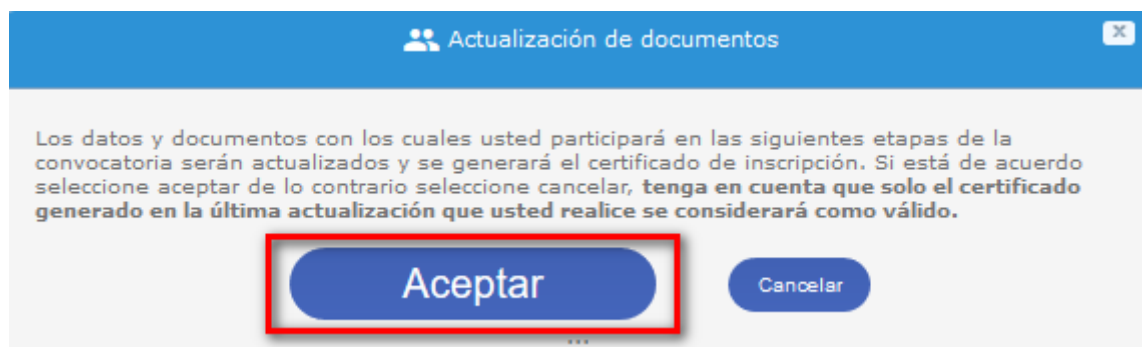 Actualización de documentos
x
Los datos y documentos con los cuales usted participará en las siguientes etapas de la
convocatoria serán actualizados y se generará el certificado de inscripción. Si está de acuerdo
seleccione aceptar de lo contrario seleccione cancelar, tenga en cuenta que solo el certificado
generado en la última actualización que usted realice se considerará como válido.
Aceptar
Cancelar
...